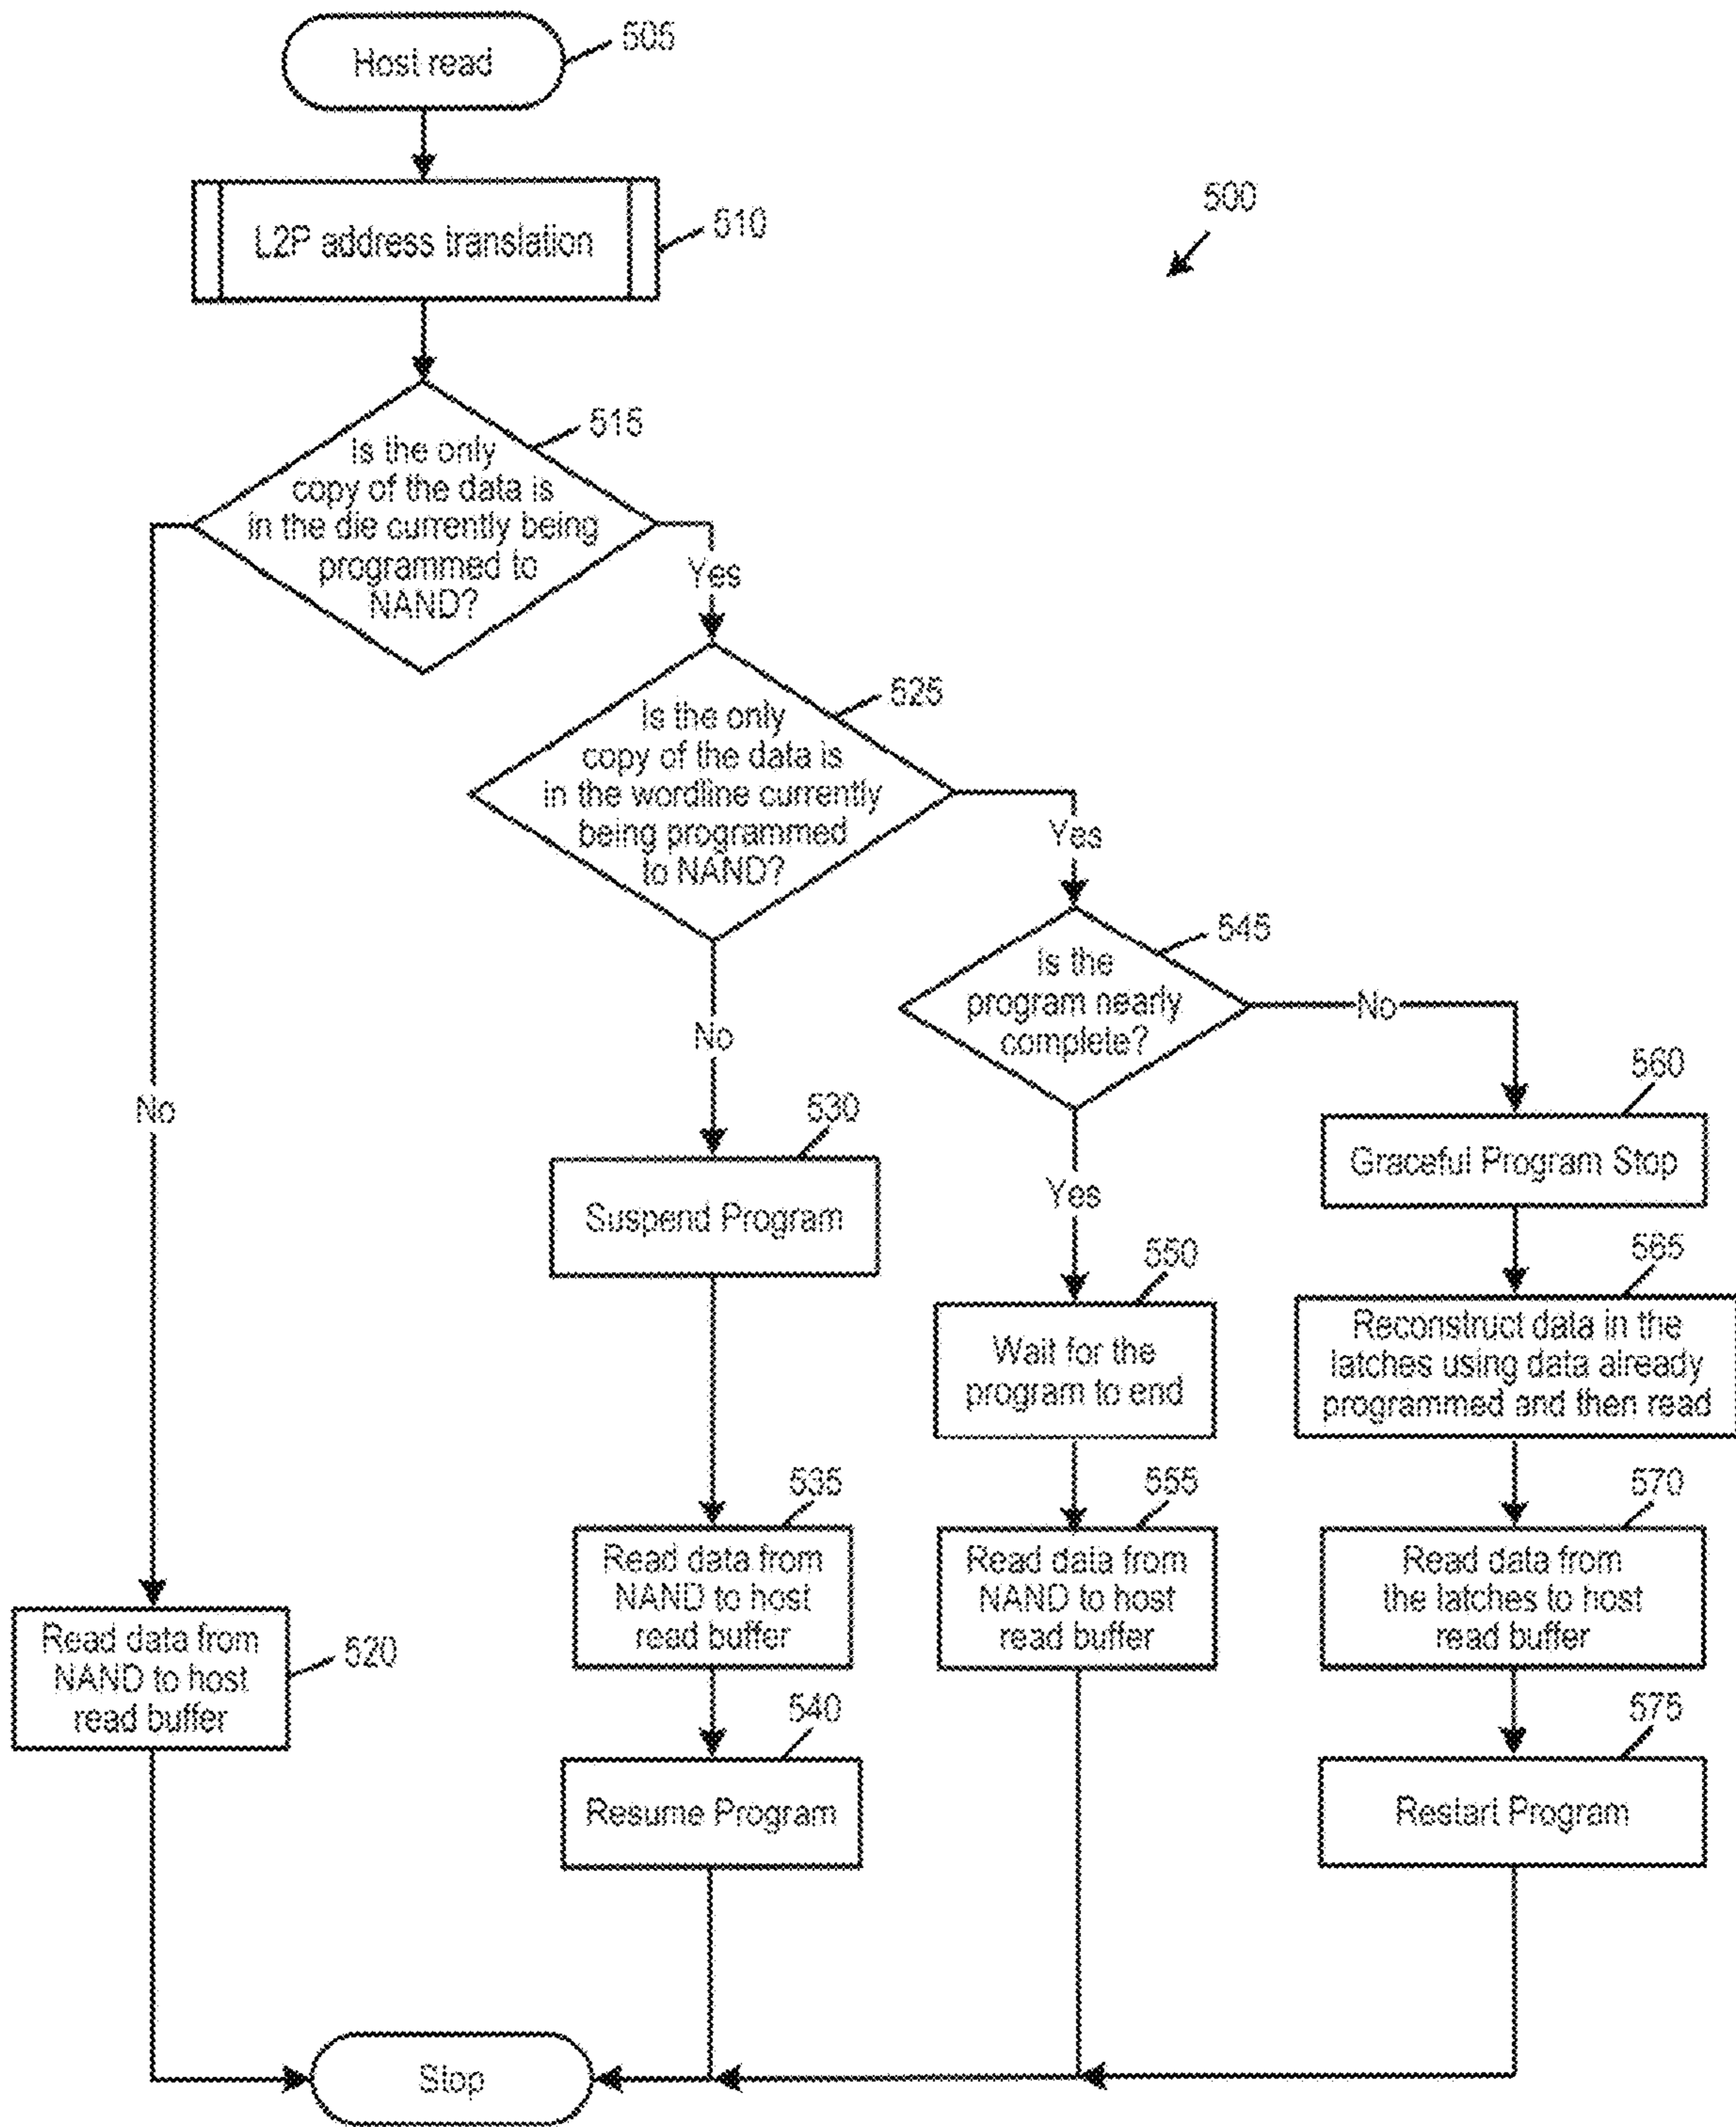 Host read
505
L2P address translation
510
500
Is the only
copy of the data is
in the die currently being
programmed to
NAND?
515
Yes
No
Is the only
copy of the data is
in the wordline currently
being programmed
to NAND?
525
Yes
No
Is the
program nearly
complete?
545
No
Yes
530
Suspend Program
560
Graceful Program Stop
550
Wait for the
program to end
565
Reconstruct data in the
latches using data already
programmed and then read
535
Read data from
NAND to host
read buffer
555
Read data from
NAND to host
read buffer
570
Read data from
the latches to host
read buffer
Read data from
NAND to host
read buffer
520
540
Resume Program
575
Restart Program
Stop